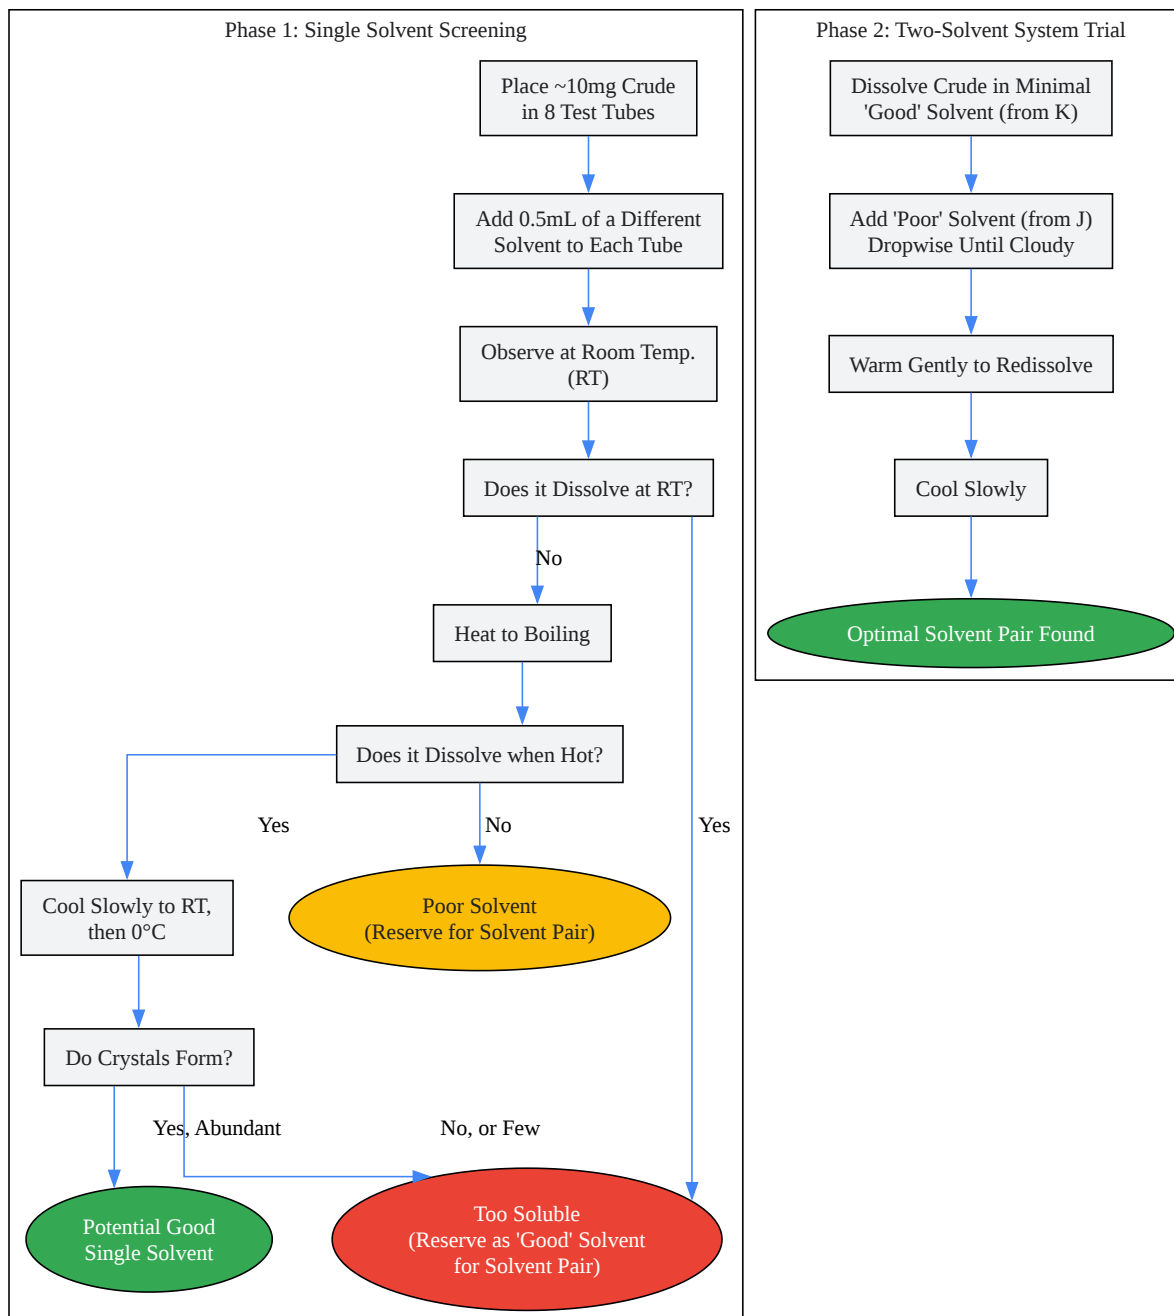 Phase 1: Single Solvent Screening
Place ~10mg Crude
in 8 Test Tubes
Add 0.5mL of a Different
Solvent to Each Tube
Observe at Room Temp.
(RT)
Does it Dissolve at RT?
No
Heat to Boiling
Does it Dissolve when Hot?
Yes
No
Yes
Cool Slowly to RT,
then 0°C
Poor Solvent
(Reserve for Solvent Pair)
Do Crystals Form?
Yes, Abundant
No, or Few
Potential Good
Single Solvent
Too Soluble
(Reserve as 'Good' Solvent
for Solvent Pair)
Phase 2: Two-Solvent System Trial
Dissolve Crude in Minimal
'Good' Solvent (from K)
Add 'Poor' Solvent (from J)
Dropwise Until Cloudy
Warm Gently to Redissolve
Cool Slowly
Optimal Solvent Pair Found